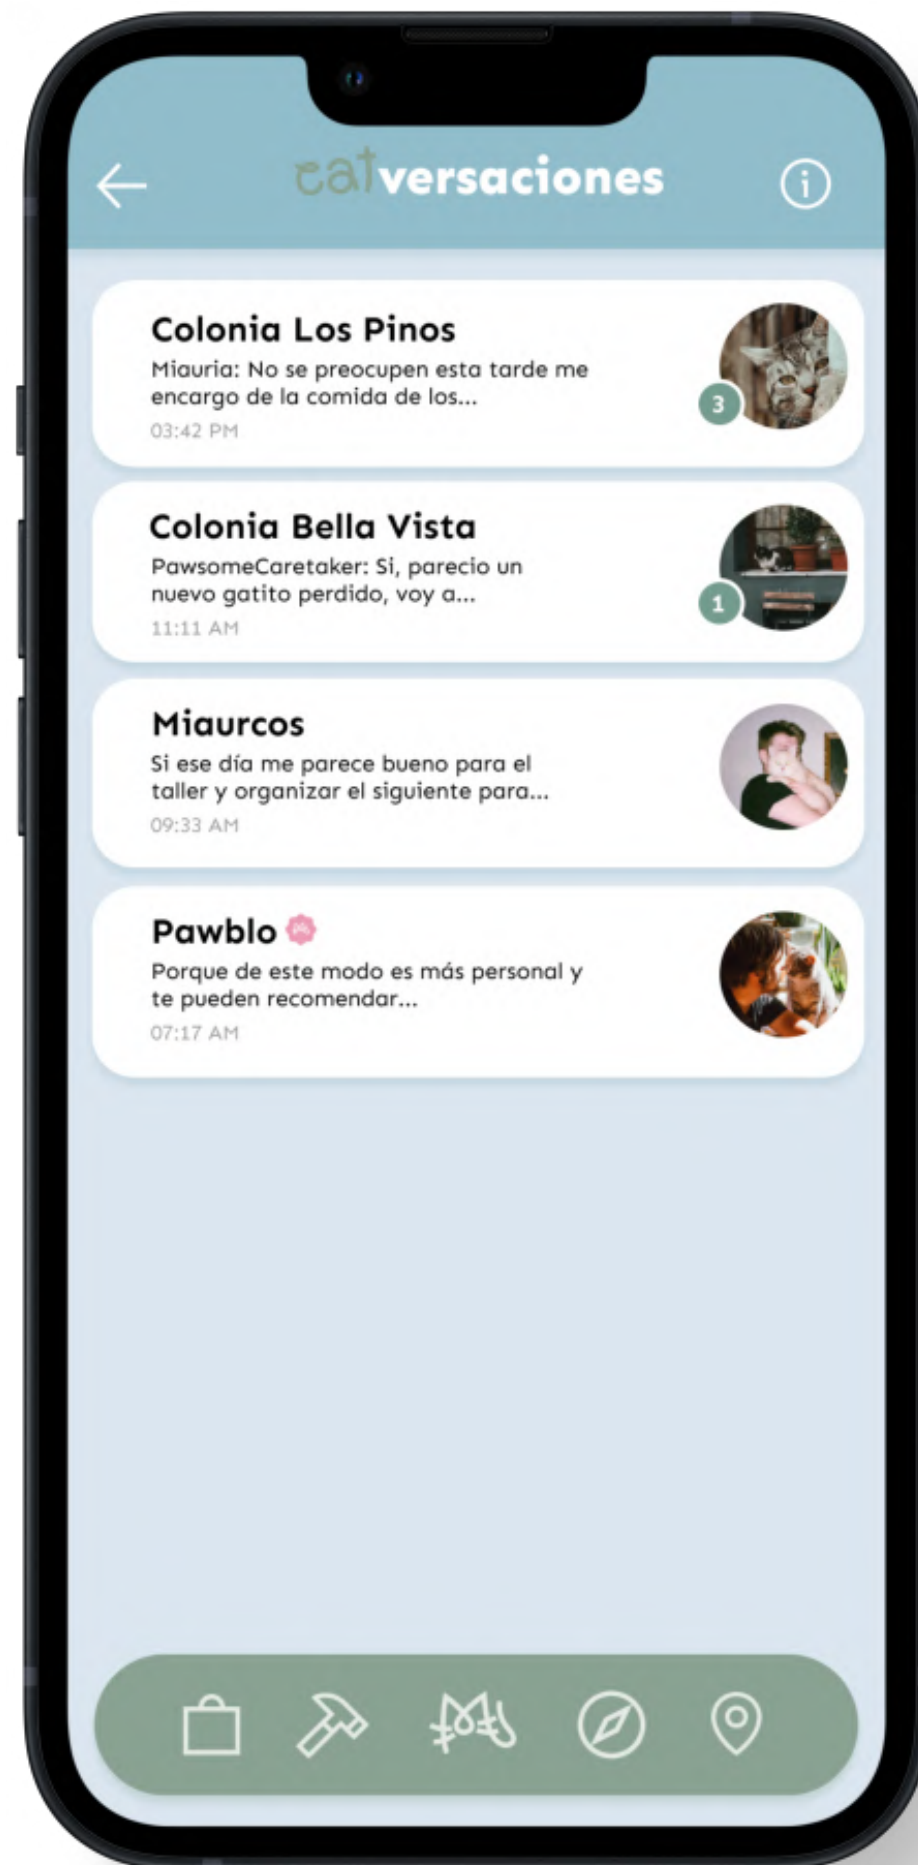 catversaciones
Colonia Los Pinos
Miauria: No se preocupen esta tarde me
encargo de la comida de los...
03:42 PM
3
Colonia Bella Vista
PawsomeCaretaker: Si, parecio un
nuevo gatito perdido, voy a...
11:11 AM
1
Miaurcos
Si ese día me parece bueno para el
taller y organizar el siguiente para...
09:33 AM
Pawblo
Porque de este modo es más personal y
te pueden recomendar...
07:17 AM